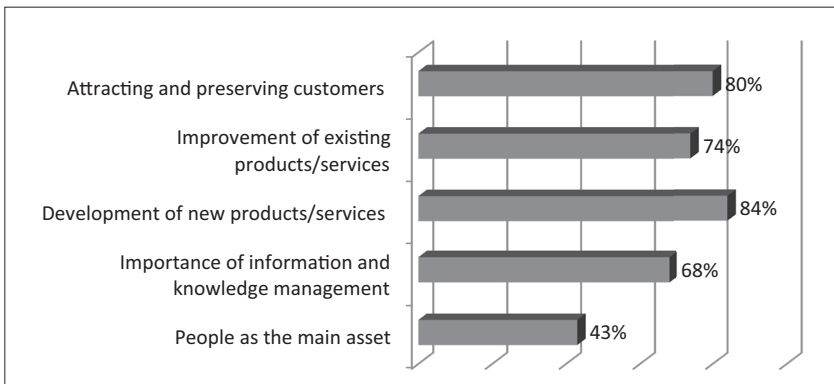 Attracting and preserving customers
80%
Improvement of existing
products/services
74%
Development of new products/services
84%
Importance of information and
knowledge management
68%
People as the main asset
43%